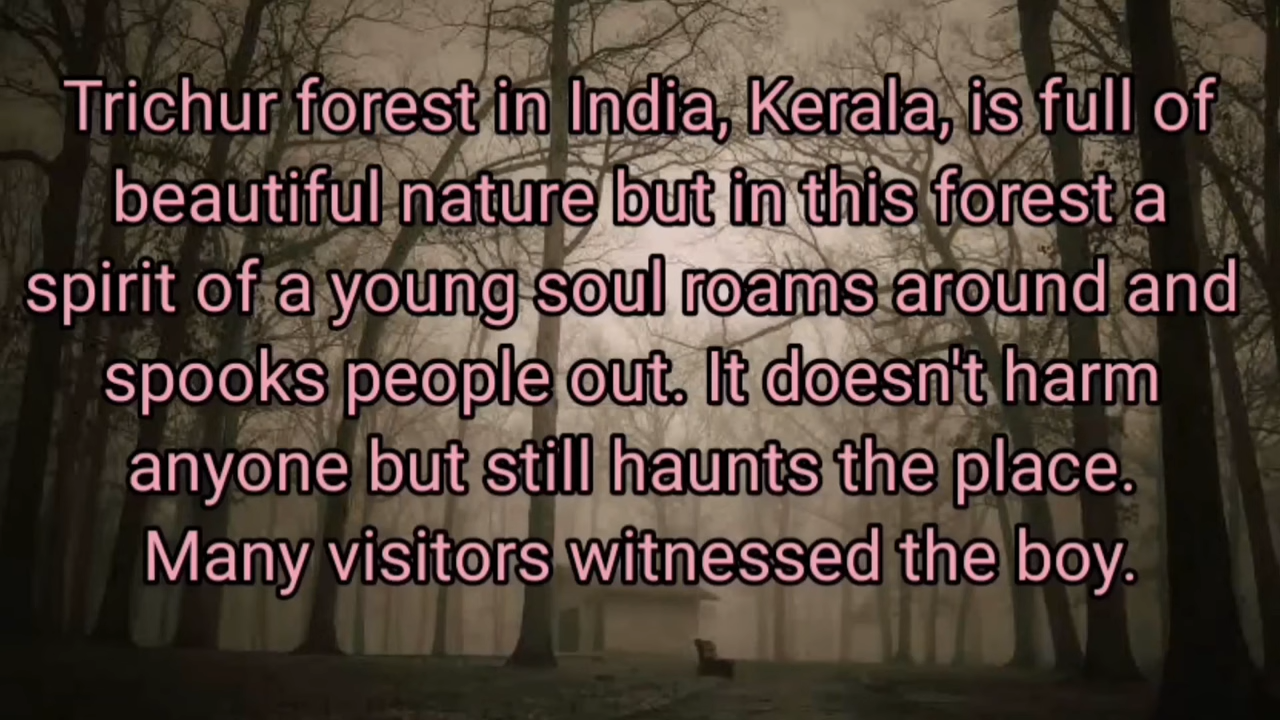 Trichur forest in India, Kerala, is full of
beautiful nature but in this forest a
spirit of a young soul roams around and
spooks people out. It doesn't harm
anyone but still haunts the place.
Many visitors witnessed the boy.